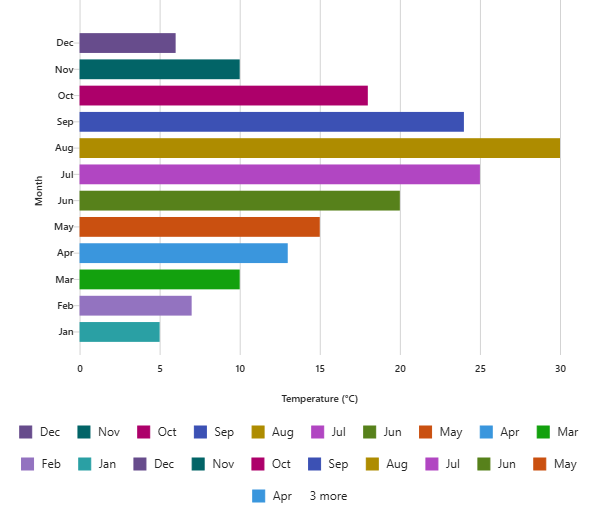 Dec
Nov
Oct
Sep
Aug
Jul
Jun
May
Apr
Mar
Feb
Jan
Month
0 5 10 15 20 25 30
Temperature (°C)
Dec Nov Oct Sep Aug Jul Jun May Apr Mar
Feb Jan Dec Nov Oct Sep Aug Jul Jun May
Apr 3 more